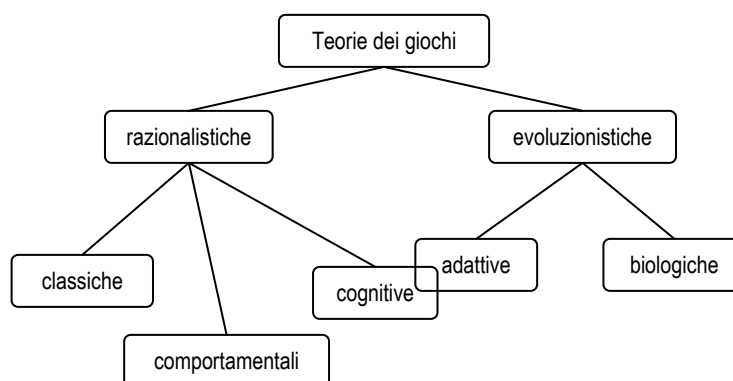 Teorie dei giochi
razionalistiche
evoluzionistiche
classiche
cognitive
adattive
biologiche
comportamentali